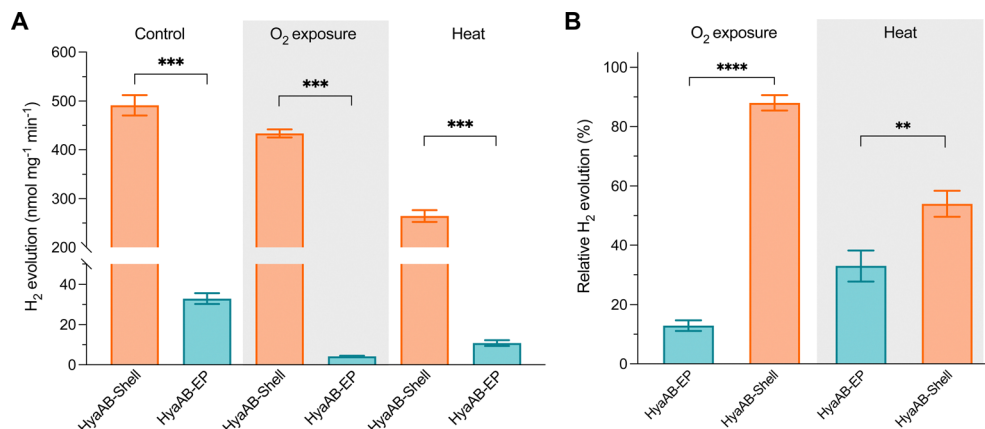 A
Control
O2 exposure
Heat
***
***
***
H2 evolution (nmol mg-1 min-1)
600
500
400
300
200
40
20
0
HyaAB-Shell
HyaAB-EP
HyaAB-Shell
HyaAB-EP
HyaAB-Shell
HyaAB-EP
B
O2 exposure
Heat
****
**
Relative H2 evolution (%)
100
80
60
40
20
0
HyaAB-EP
HyaAB-Shell
HyaAB-EP
HyaAB-Shell